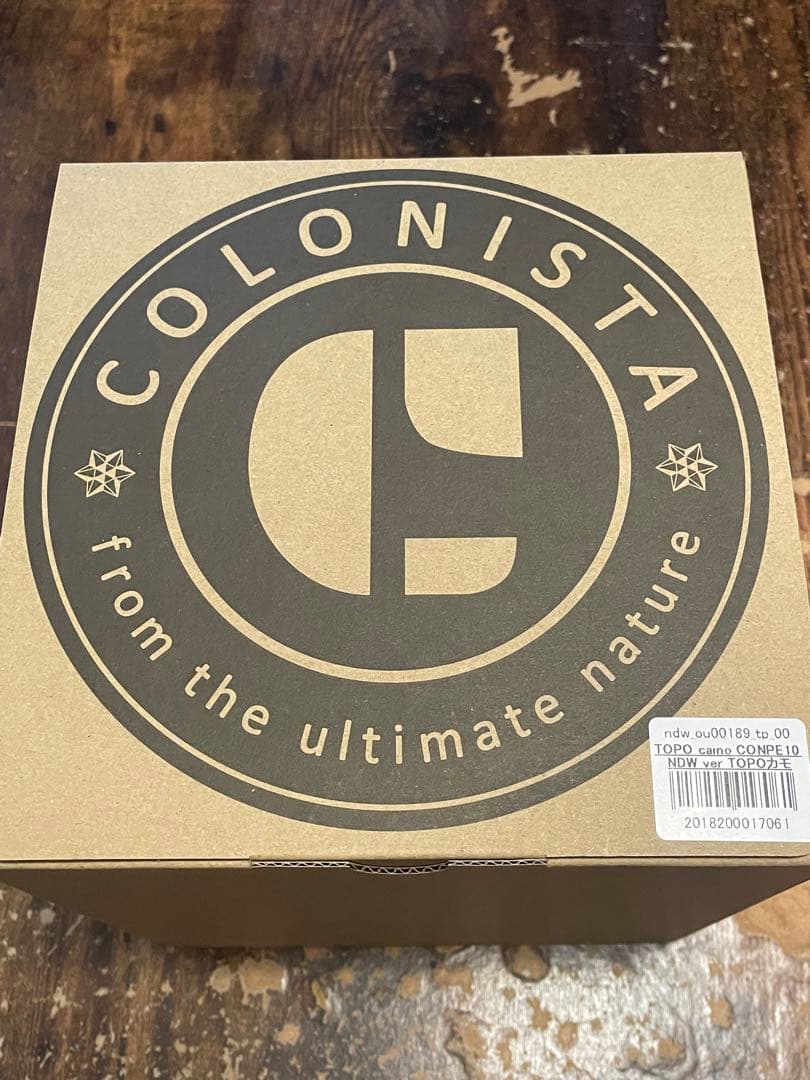 COLONISTA
from the ultimate nature
ndw_ou00189_tp_00
TOPO camo CONPE10
NDW ver TOPOカモ
2018200017061